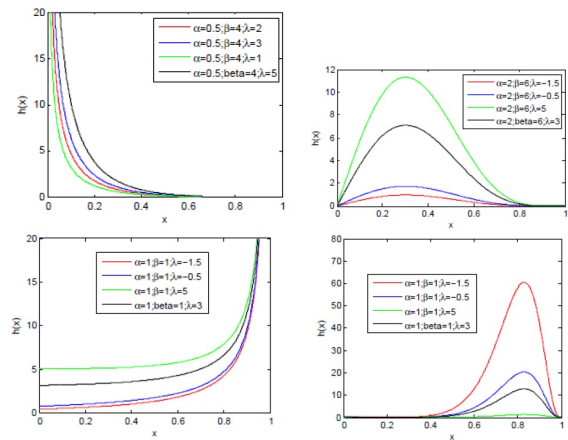 20
15
10
5
0
h(x)
0
0.2
0.4
0.6
0.8
1
x
α=0.5;β=4;λ=2
α=0.5;β=4;λ=3
α=0.5;β=4;λ=1
α=0.5;beta=4;λ=5
12
10
8
6
4
2
0
h(x)
0
0.2
0.4
0.6
0.8
1
x
α=2;β=6;λ=−1.5
α=2;β=6;λ=−0.5
α=2;β=6;λ=5
α=2;beta=6;λ=3
20
15
10
5
0
h(x)
0
0.2
0.4
0.6
0.8
1
x
α=1;β=1;λ=−1.5
α=1;β=1;λ=−0.5
α=1;β=1;λ=5
α=1;beta=1;λ=3
80
70
60
50
40
30
20
10
0
h(x)
0
0.2
0.4
0.6
0.8
1
x
α=1;β=1;λ=−1.5
α=1;β=1;λ=−0.5
α=1;β=1;λ=5
α=1;beta=1;λ=3